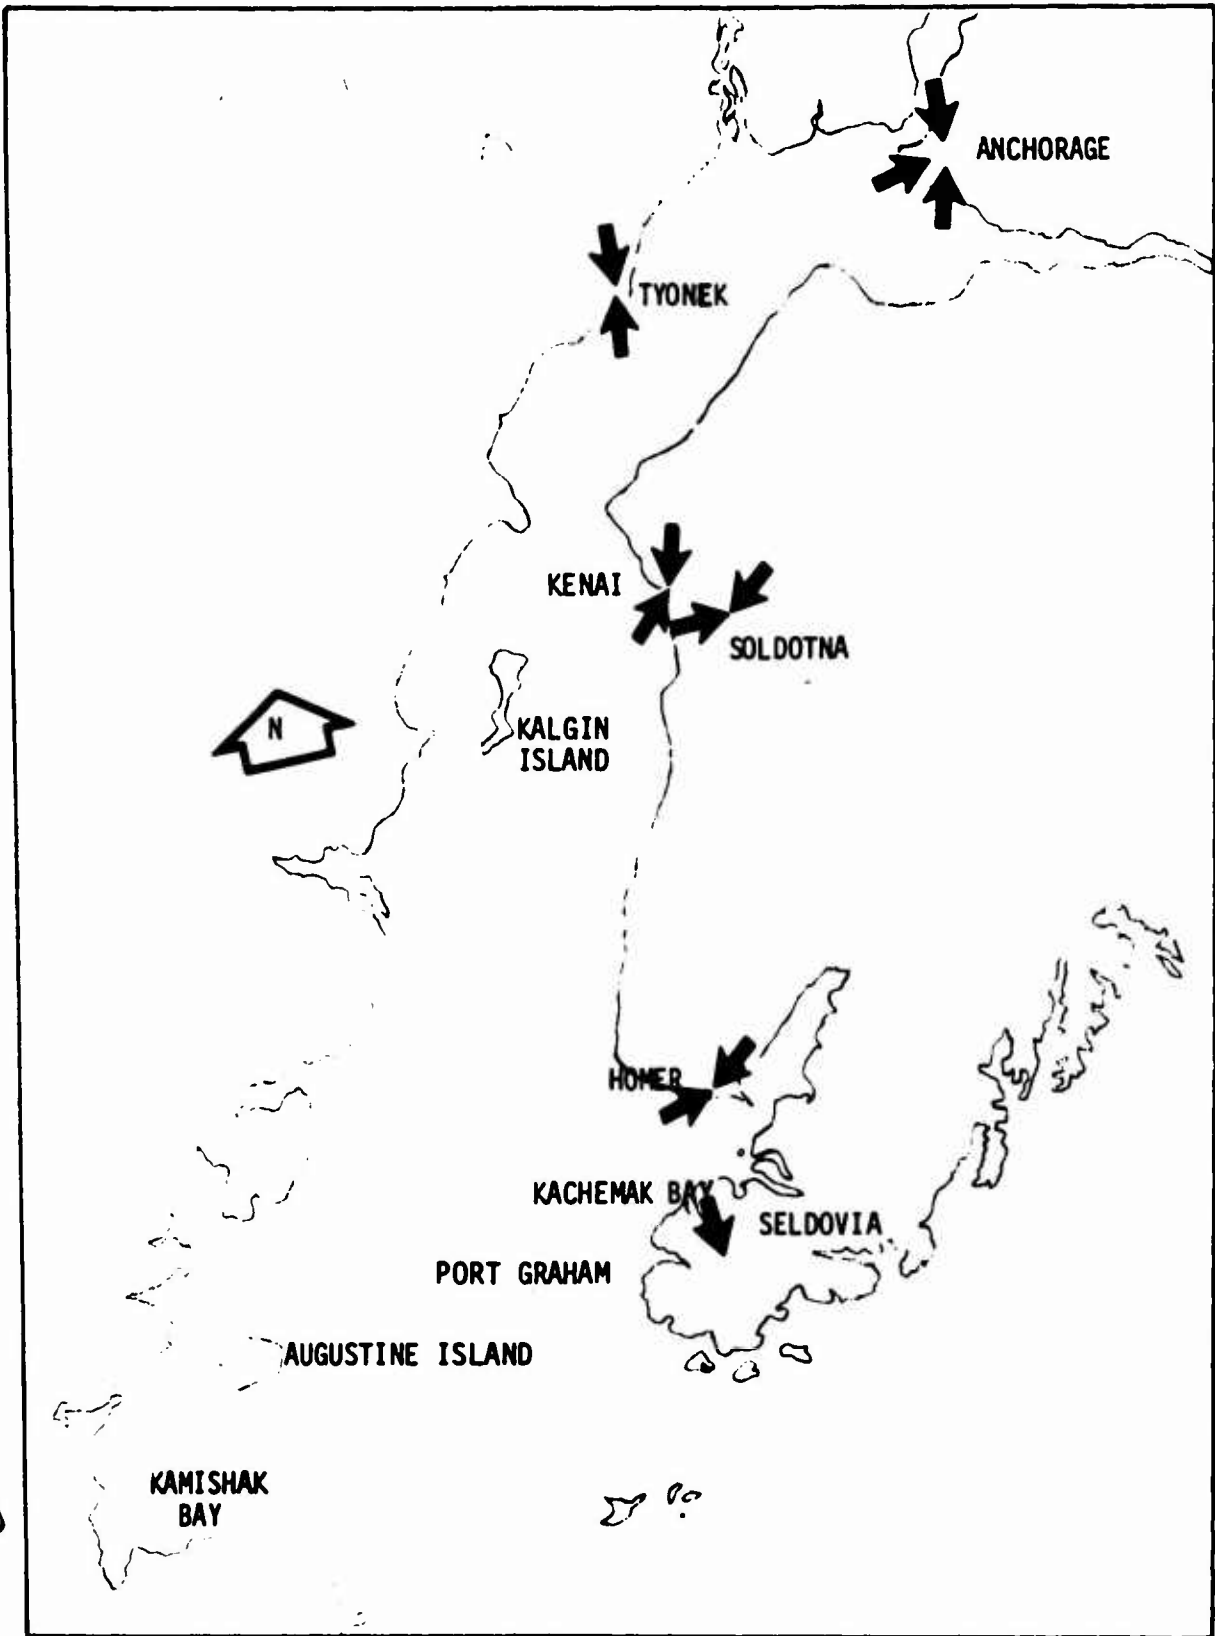 ANCHORAGE
TYONEK
KENAI
SOLDOTNA
N
KALGIN
ISLAND
HOMER
KACHEMAK BAY
SELDOVIA
PORT GRAHAM
AUGUSTINE ISLAND
KAMISHAK
BAY